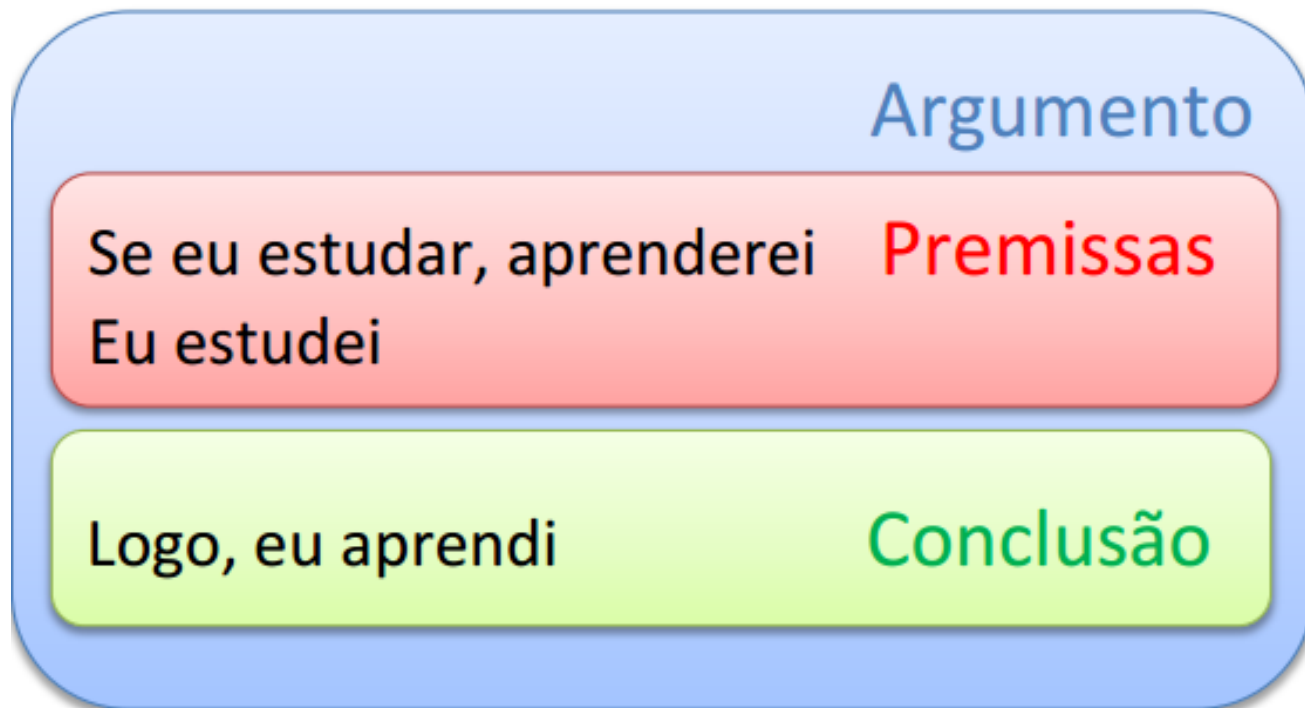 Argumento
Se eu estudar, aprenderei Premissas
Eu estudei
Logo, eu aprendi Conclusão